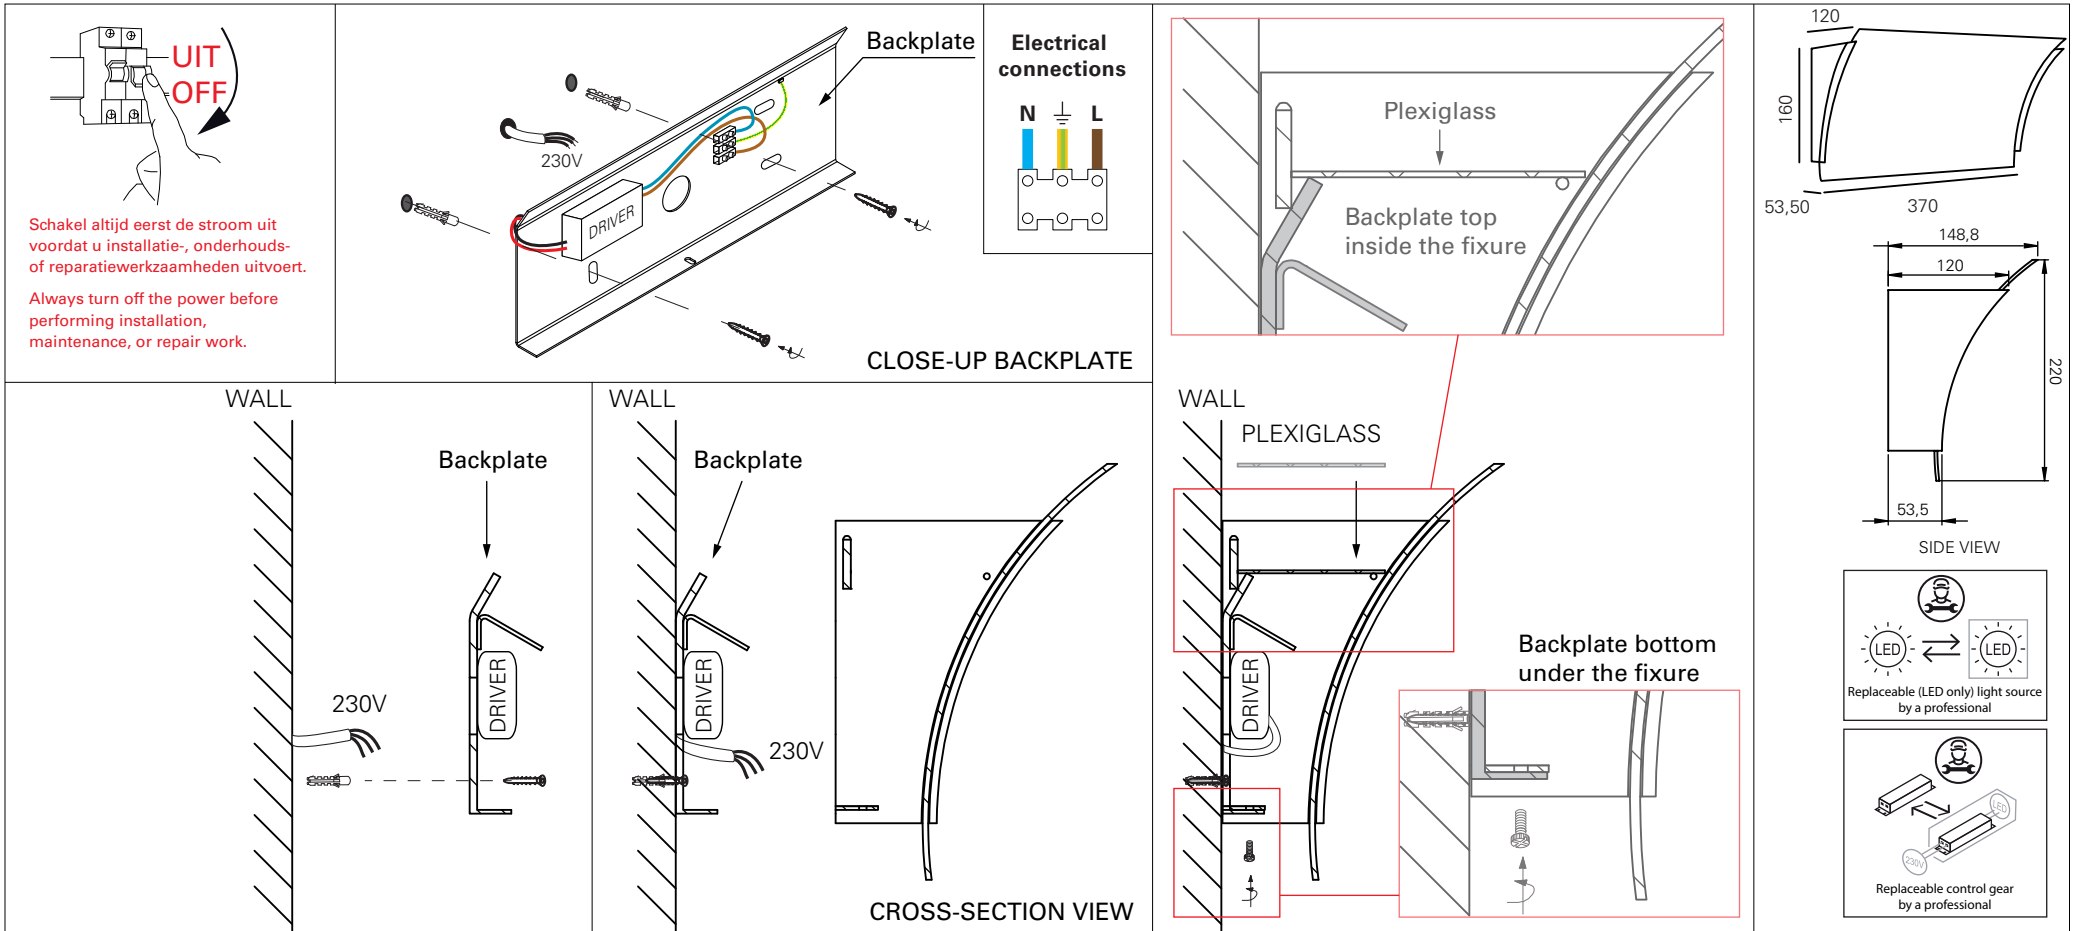 UIT
OFF
Schakel altijd eerst de stroom uit
voordat u installatie-, onderhouds-
of reparatiewerkzaamheden uitvoert.
Always turn off the power before
performing installation,
maintenance, or repair work.
Backplate
230V
DRIVER
CLOSE-UP BACKPLATE
Electrical
connections
N L
Plexiglass
Backplate top
inside the fixure
120
160
53,50
370
148,8
120
220
53,5
SIDE VIEW
WALL
Backplate
DRIVER
230V
WALL
Backplate
DRIVER
230V
CROSS-SECTION VIEW
WALL
PLEXIGLASS
DRIVER
Backplate bottom
under the fixure
LED
LED
Replaceable (LED only) light source
by a professional
LED
230V
Replaceable control gear
by a professional